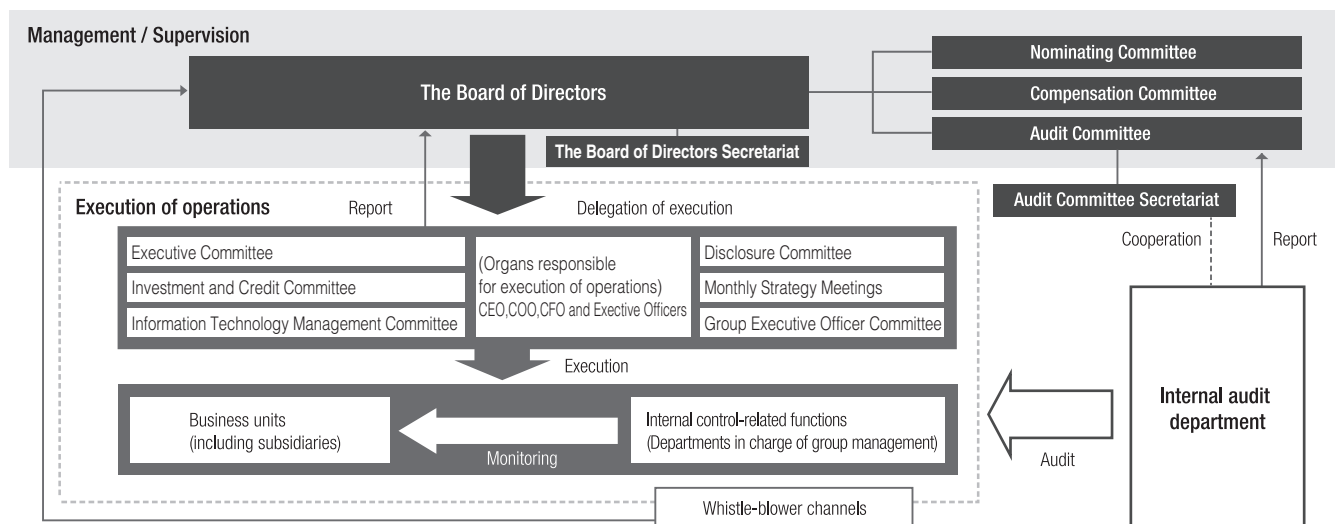 Management / Supervision
The Board of Directors
The Board of Directors Secretariat
Nominating Committee
Compensation Committee
Audit Committee
Audit Committee Secretariat
Cooperation
Report
Execution of operations
Report
Delegation of execution
Executive Committee
Investment and Credit Committee
Information Technology Management Committee
(Organs responsible
for execution of operations)
CEO,COO,CFO and Exective Officers
Disclosure Committee
Monthly Strategy Meetings
Group Executive Officer Committee
Execution
Business units
(including subsidiaries)
Monitoring
Internal control-related functions
(Departments in charge of group management)
Audit
Internal audit
department
Whistle-blower channels